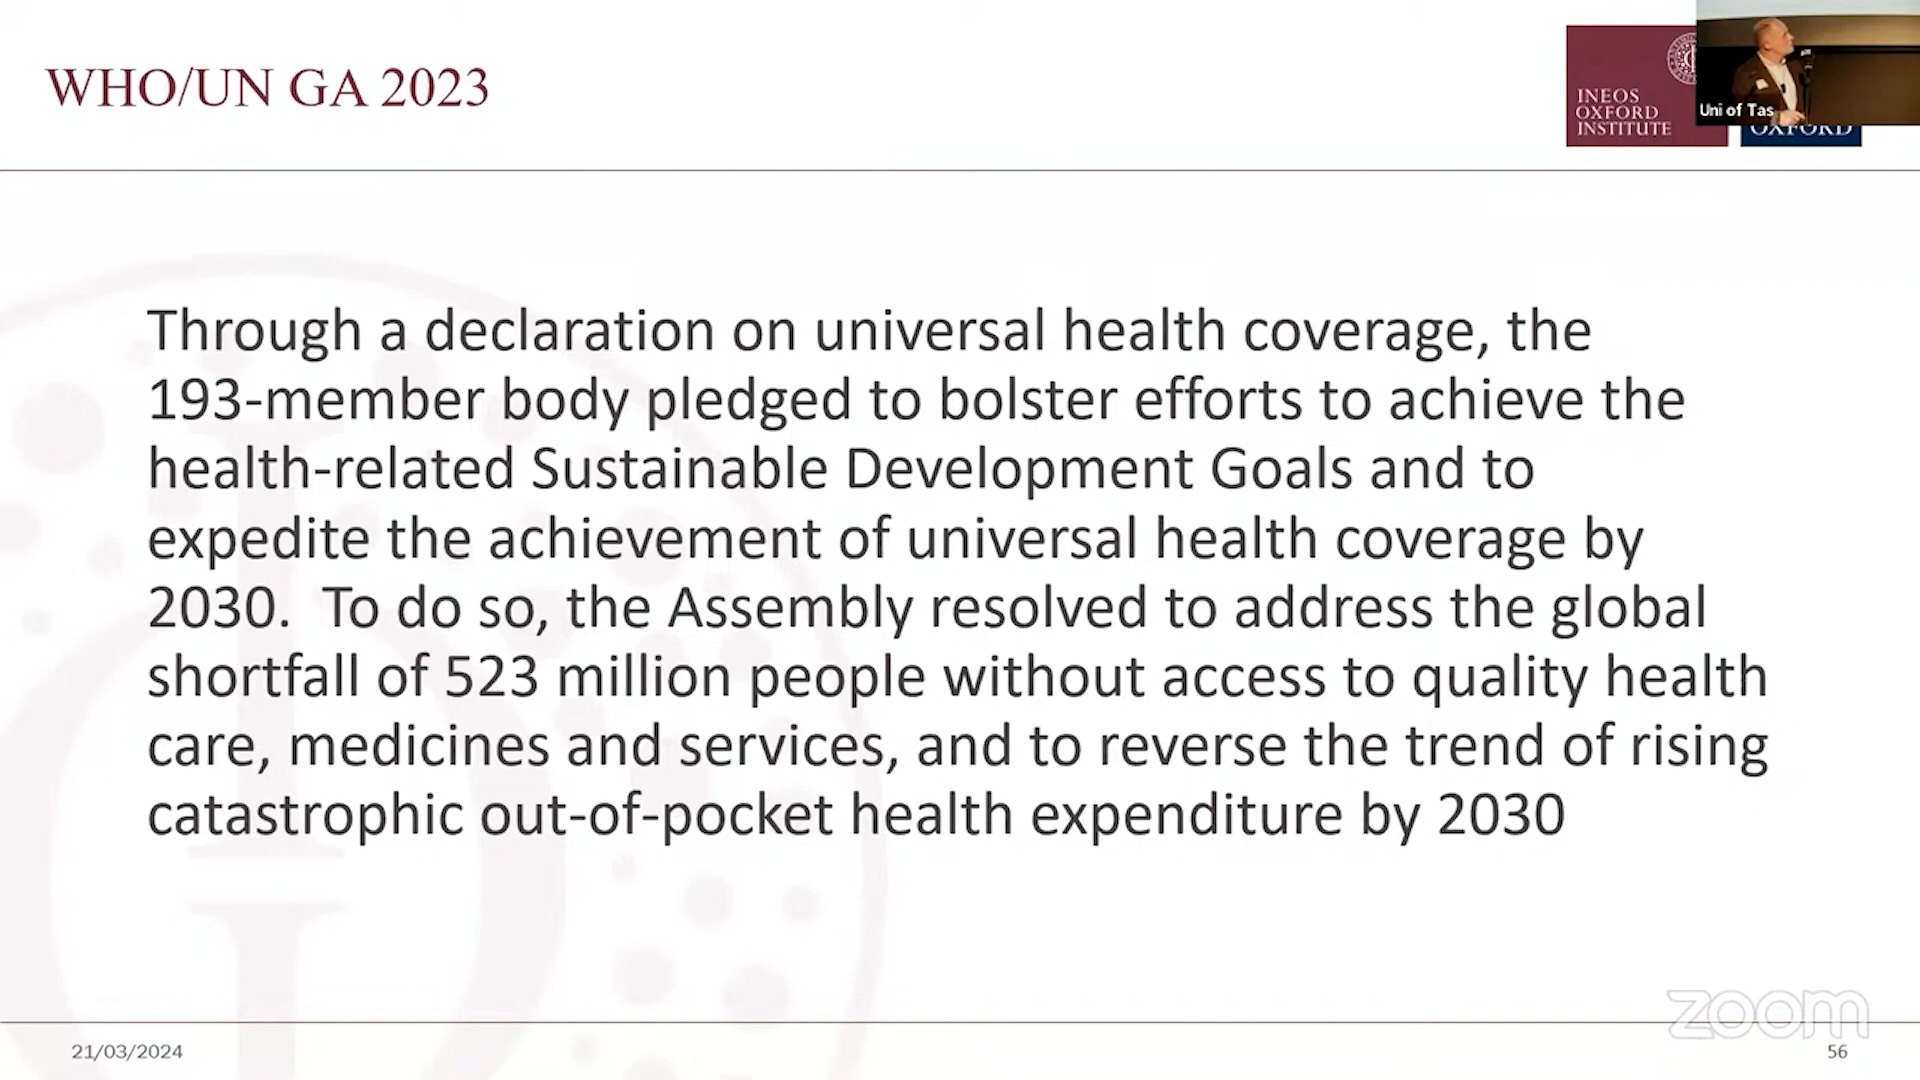 WHO/UN GA 2023
INEOS
OXFORD
INSTITUTE
OXFORD
Uni of Tas
Through a declaration on universal health coverage, the
193-member body pledged to bolster efforts to achieve the
health-related Sustainable Development Goals and to
expedite the achievement of universal health coverage by
2030.  To do so, the Assembly resolved to address the global
shortfall of 523 million people without access to quality health
care, medicines and services, and to reverse the trend of rising
catastrophic out-of-pocket health expenditure by 2030
zoom
21/03/2024
56